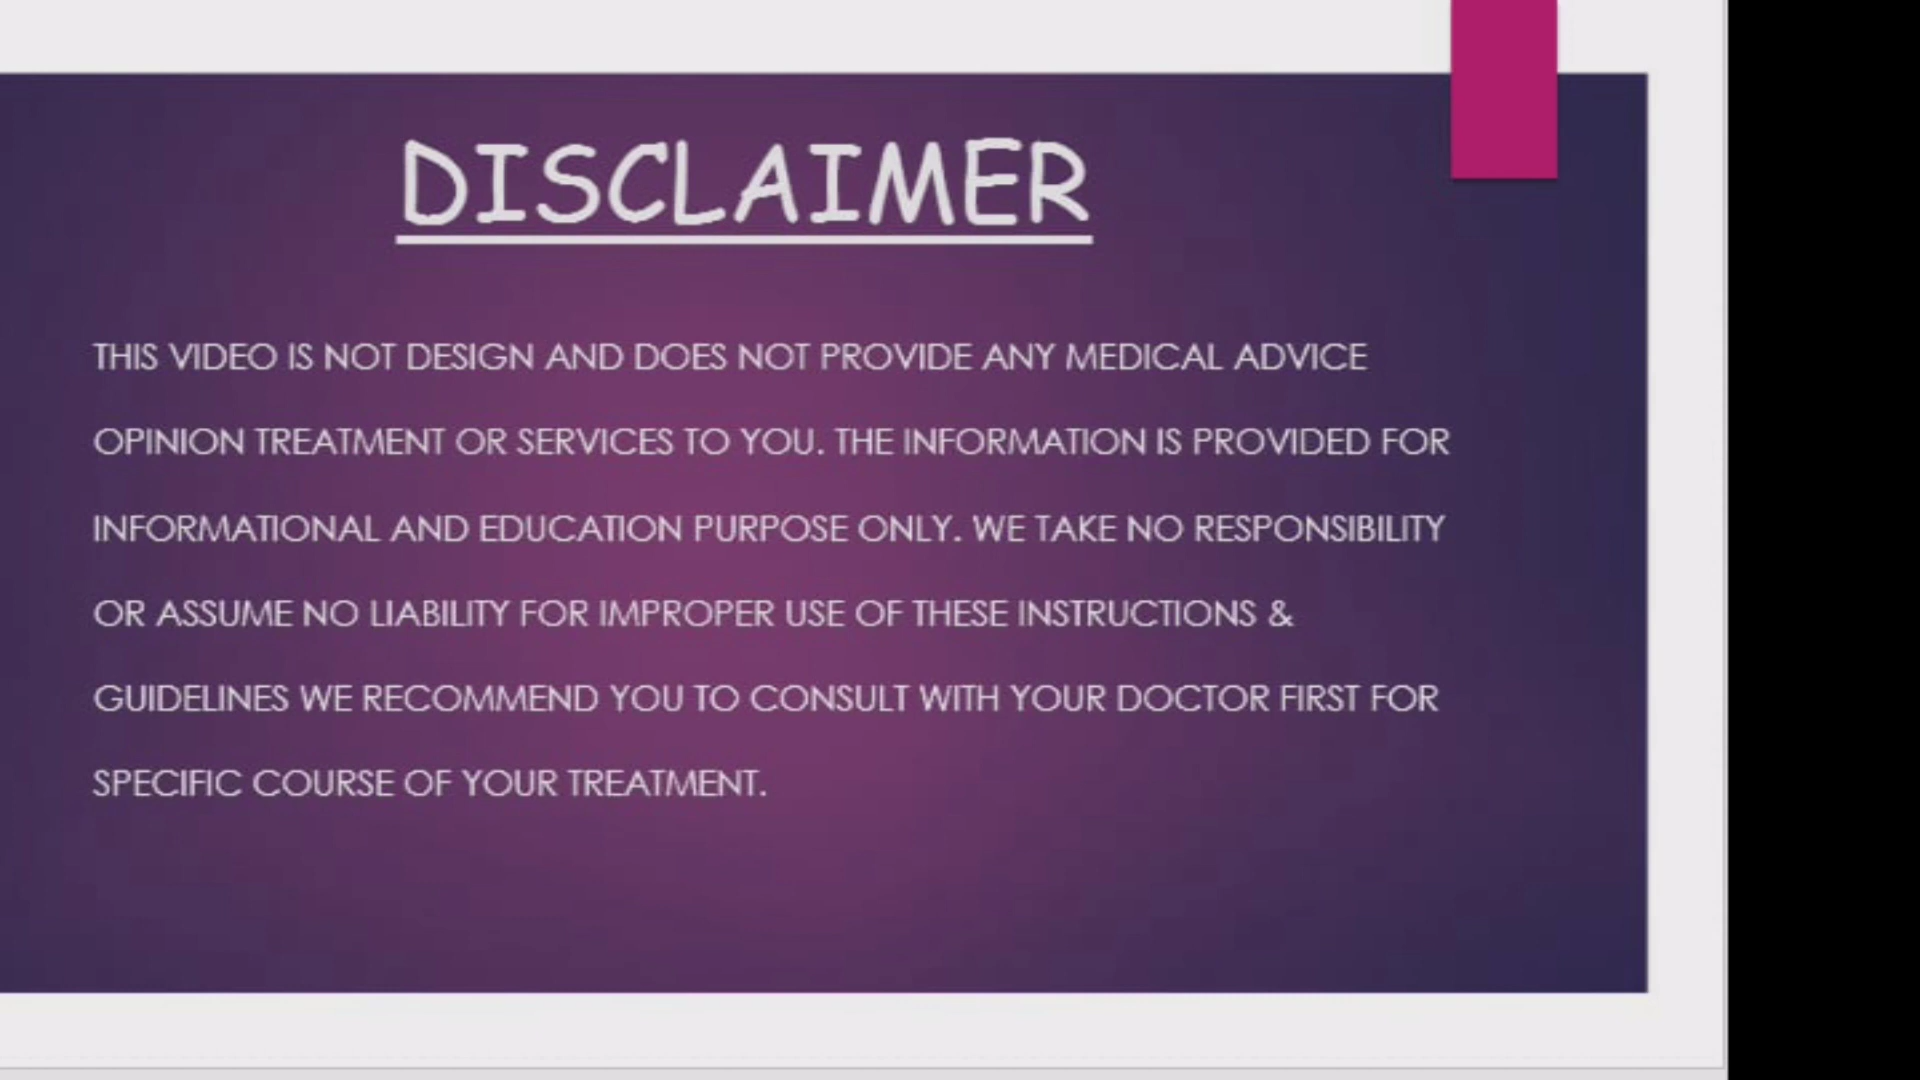 DISCLAIMER
THIS VIDEO IS NOT DESIGN AND DOES NOT PROVIDE ANY MEDICAL ADVICE
OPINION TREATMENT OR SERVICES TO YOU. THE INFORMATION IS PROVIDED FOR
INFORMATIONAL AND EDUCATION PURPOSE ONLY. WE TAKE NO RESPONSIBILITY
OR ASSUME NO LIABILITY FOR IMPROPER USE OF THESE INSTRUCTIONS &
GUIDELINES WE RECOMMEND YOU TO CONSULT WITH YOUR DOCTOR FIRST FOR
SPECIFIC COURSE OF YOUR TREATMENT.